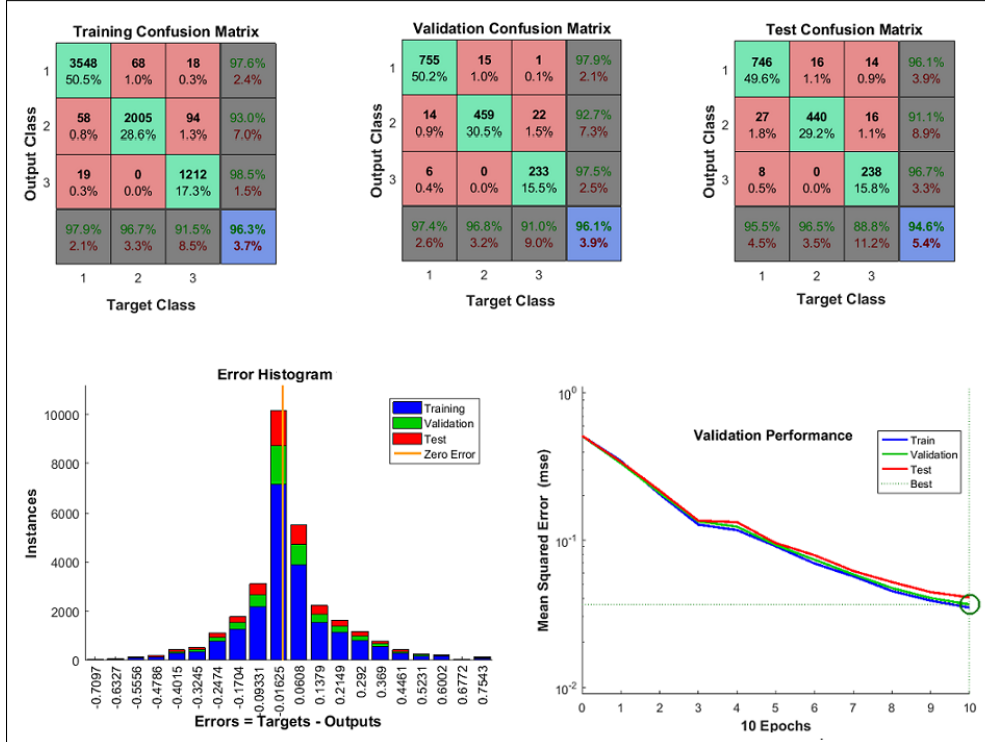 Training Confusion Matrix
3548 68 18 97.6%
50.5% 1.0% 0.3% 2.4%
58 2005 94 93.0%
0.8% 28.6% 1.3% 7.0%
19 0 1212 98.5%
0.3% 0.0% 17.3% 1.5%
97.9% 96.7% 91.5% 96.3%
2.1% 3.3% 8.5% 3.7%
1
2
3
Output Class
1 2 3
Target Class
Validation Confusion Matrix
755 15 1 97.9%
50.2% 1.0% 0.1% 2.1%
14 459 22 92.7%
0.9% 30.5% 1.5% 7.3%
6 0 233 97.5%
0.4% 0.0% 15.5% 2.5%
97.4% 96.8% 91.0% 96.1%
2.6% 3.2% 9.0% 3.9%
1
2
3
Output Class
1 2 3
Target Class
Test Confusion Matrix
746 16 14 96.1%
49.6% 1.1% 0.9% 3.9%
27 440 16 91.1%
1.8% 29.2% 1.1% 8.9%
8 0 238 96.7%
0.5% 0.0% 15.8% 3.3%
95.5% 96.5% 88.8% 94.6%
4.5% 3.5% 11.2% 5.4%
1
2
3
Output Class
1 2 3
Target Class
Error Histogram
Training
Validation
Test
Zero Error
10000
8000
6000
4000
2000
0
Instances
-0.7097
-0.6327
-0.5556
-0.4786
-0.4015
-0.3245
-0.2474
-0.1704
-0.09331
-0.01625
0.0608
0.1379
0.2149
0.292
0.369
0.4461
0.5231
0.6002
0.6772
0.7543
Errors = Targets - Outputs
Validation Performance
Train
Validation
Test
Best
10^0
10^-1
10^-2
Mean Squared Error (mse)
0 1 2 3 4 5 6 7 8 9 10
10 Epochs